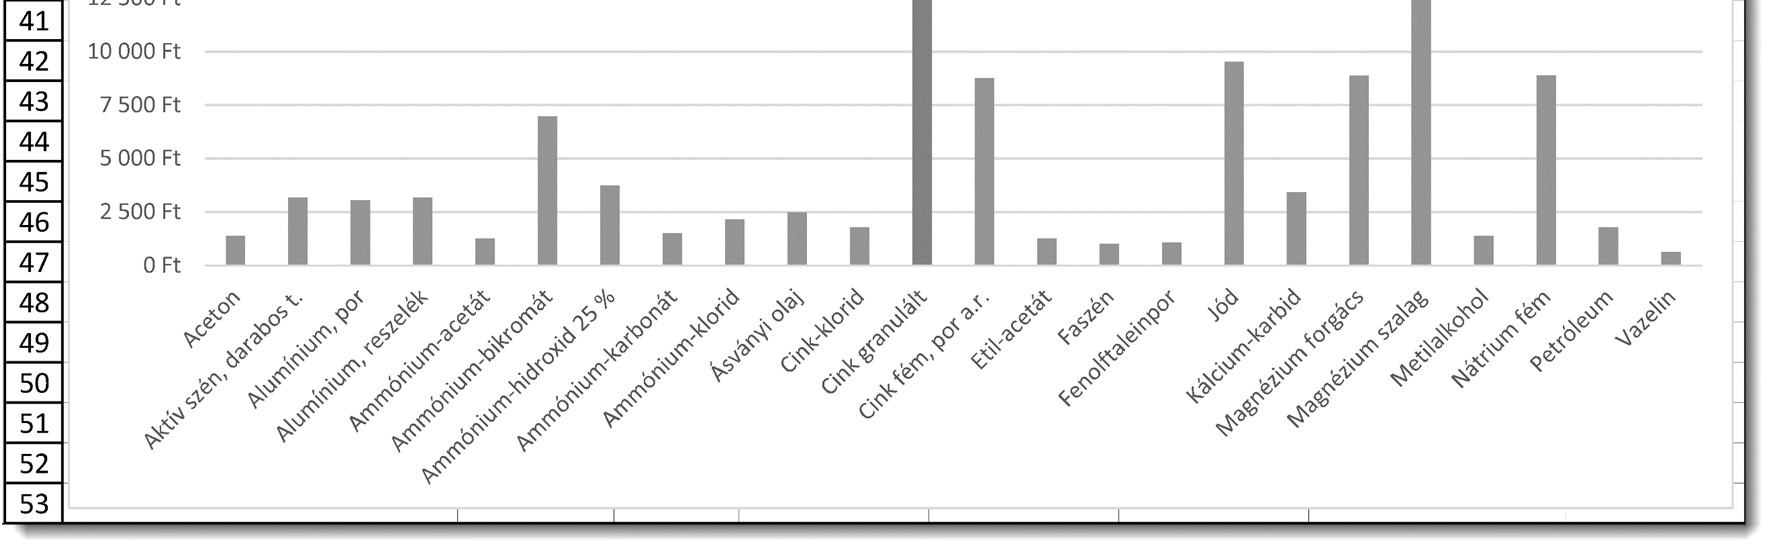 12 500 Ft
41
10 000 Ft
42
7 500 Ft
43
44
5 000 Ft
45
2 500 Ft
46
0 Ft
47
48
49
50
51
52
53
Aceton
Aktív szén, darabos t.
Alumínium, por
Alumínium, reszelék
Ammónium-acetát
Ammónium-bikromát
Ammónium-hidroxid 25 %
Ammónium-karbonát
Ammónium-klorid
Ásványi olaj
Cink-klorid
Cink granulált
Cink fém, por a.r.
Etil-acetát
Faszén
Fenolftaleinpor
Jód
Kálcium-karbid
Magnézium forgács
Magnézium szalag
Metilalkohol
Nátrium fém
Petróleum
Vazelin